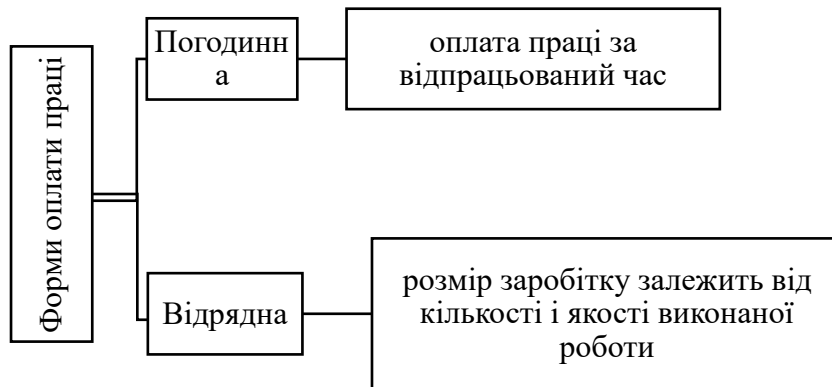 Форми оплати праці
Погодинн
а
оплата праці за
відпрацьований час
Відрядна
розмір заробітку залежить від
кількості і якості виконаної
роботи